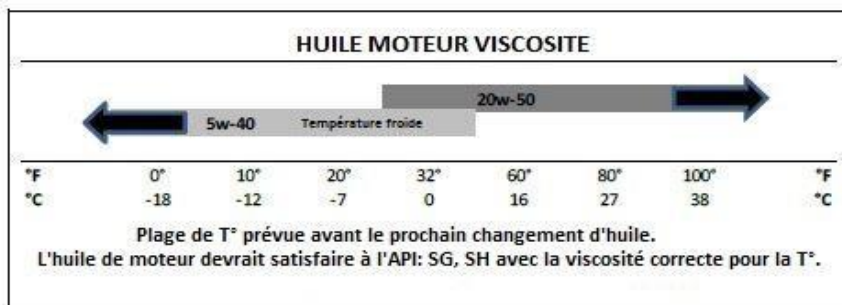 HUILE MOTEUR VISCOSITE
20w-50
5w-40 Température froide
°F 0° 10° 20° 32° 60° 80° 100° °F
°C -18 -12 -7 0 16 27 38 °C
Plage de T° prévue avant le prochain changement d'huile.
L'huile de moteur devrait satisfaire à l'API: SG, SH avec la viscosité correcte pour la T°.